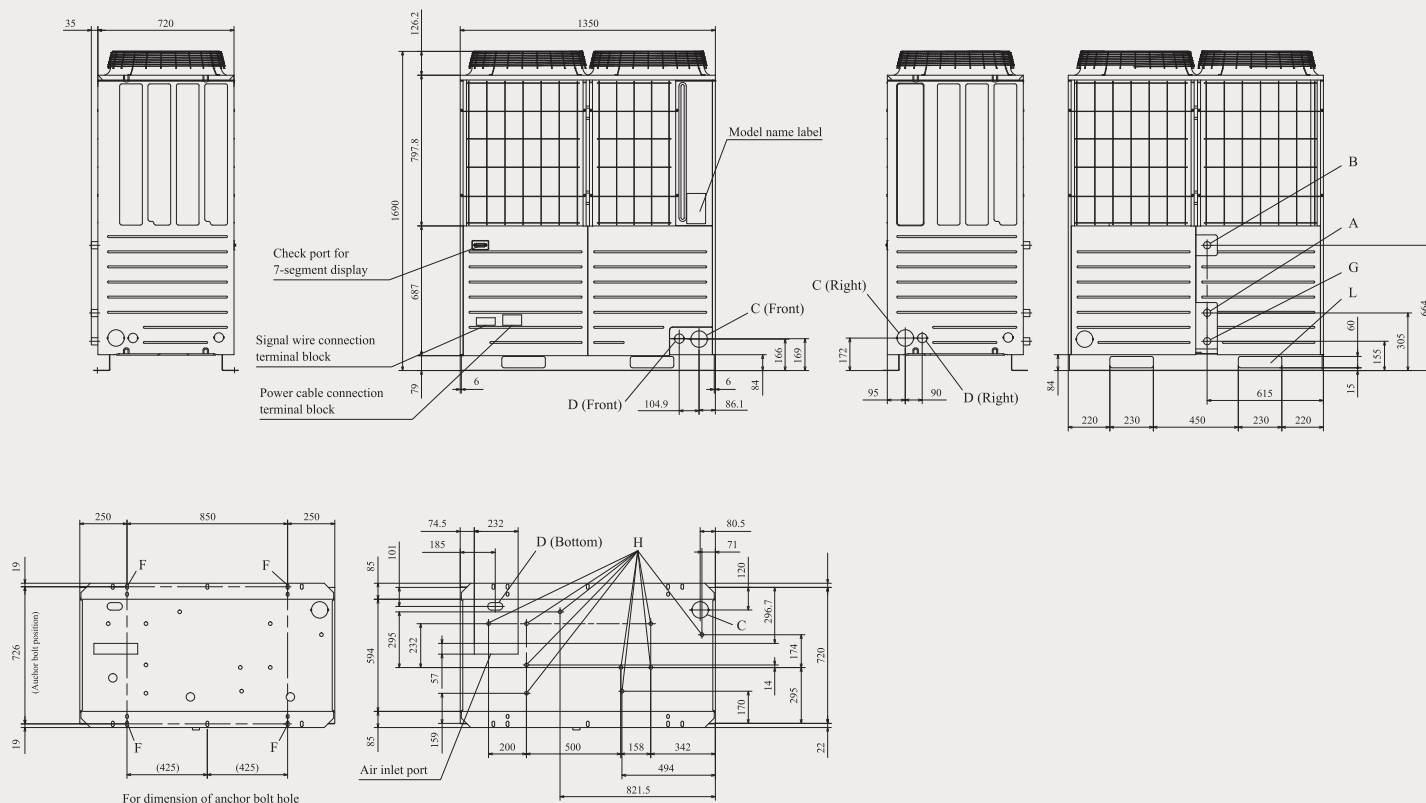 35
720
126.2
1350
797.8
1690
687
79
6
6
Model name label
Check port for
7-segment display
Signal wire connection
terminal block
Power cable connection
terminal block
C (Front)
D (Front)
104.9
86.1
84
166
169
C (Right)
D (Right)
172
95
90
B
A
G
L
664
60
155
305
15
84
615
220
230
450
230
220
250
850
250
19
726
(Auchor bolt position)
19
F
F
F
F
(425)
(425)
For dimension of anchor bolt hole
74.5
232
80.5
185
71
D (Bottom)
H
101
85
120
296.7
295
232
594
57
159
85
C
174
720
14
295
170
22
200
500
158
342
494
821.5
Air inlet port